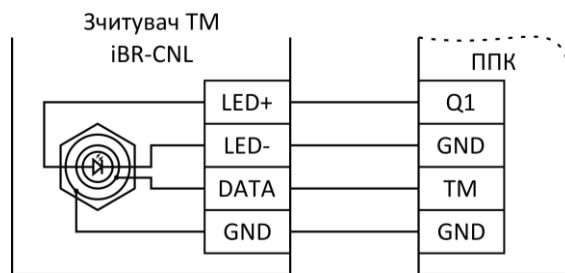 Зчитувач ТМ
iBR-CNL
ППК
LED+
Q1
LED-
GND
DATA
TM
GND
GND